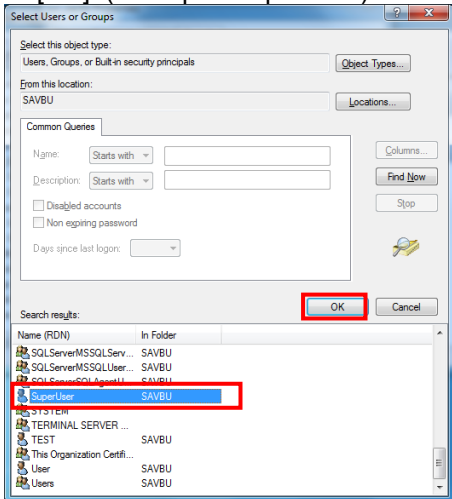 Select Users or Groups
Select this object type:
Users, Groups, or Built-in security principals
Object Types...
From this location:
SAVBU
Locations...
Common Queries
Name: Starts with
Columns...
Description: Starts with
Find Now
Disabled accounts
Stop
Non expiring password
Days since last logon:
OK
Cancel
Search results:
Name (RDN) In Folder
SQLServerMSSQLServ... SAVBU
SQLServerMSSQLUser... SAVBU
SQLServerSQLAgentU... SAVBU
SuperUser SAVBU
SYSTEM
TERMINAL SERVER ...
TEST SAVBU
This Organization Certifi...
User SAVBU
Users SAVBU